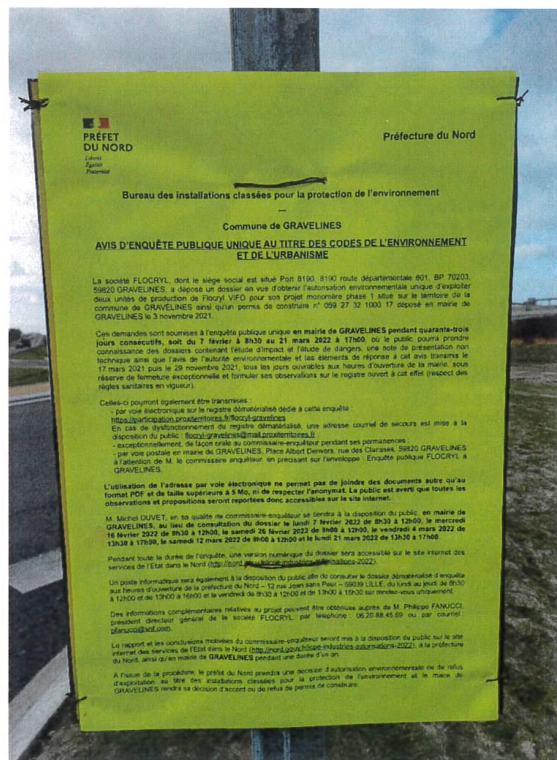 PRÉFET
DU NORD
Liberté
Égalité
Fraternité
Préfecture du Nord
Bureau des installations classées pour la protection de l'environnement
Commune de GRAVELINES
AVIS D'ENQUÊTE PUBLIQUE UNIQUE AU TITRE DES CODES DE L'ENVIRONNEMENT
ET DE L'URBANISME
La société FLOCRYL, dont le siège social est situé Port 8190, 8190 route départementale 601, BP 70203,
59820 GRAVELINES, a déposé un dossier en vue d'obtenir l'autorisation environnementale unique d'exploiter
deux unités de production de Flocryl VIFO pour son projet monomère phase 1 situé sur le territoire de la
commune de GRAVELINES ainsi qu'un permis de construire n° 059 27 32 1000 17 déposé en mairie de
GRAVELINES le 3 novembre 2021.
Ces demandes sont soumises à l'enquête publique unique en mairie de GRAVELINES pendant quarante-trois
jours consécutifs, soit du 7 février à 8h30 au 21 mars 2022 à 17h00, où le public pourra prendre
connaissance des dossiers contenant l'étude d'impact et l'étude de dangers, une note de présentation non
technique ainsi que l'avis de l'autorité environnementale et les éléments de réponse à cet avis transmis le
17 mars 2021 puis le 29 novembre 2021, tous les jours ouvrables aux heures d'ouverture de la mairie, sous
réserve de fermeture exceptionnelle et formuler ses observations sur le registre ouvert à cet effet (respect des
règles sanitaires en vigueur).
Celles-ci pourront également être transmises :
- par voie électronique sur le registre dématérialisé dédié à cette enquête :
https://participation.proxiterritoires.fr/flocryl-gravelines
En cas de dysfonctionnement du registre dématérialisé, une adresse courriel de secours est mise à la
disposition du public : flocryl-gravelines@mail.proxiterritoires.fr
- exceptionnellement, de façon orale au commissaire-enquêteur pendant ses permanences ;
- par voie postale en mairie de GRAVELINES, Place Albert Denvers, rue des Clarisses, 59820 GRAVELINES
à l'attention de M. le commissaire enquêteur en précisant sur l'enveloppe : Enquête publique FLOCRYL à
GRAVELINES.
L'utilisation de l'adresse par voie électronique ne permet pas de joindre des documents autre qu'au
format PDF et de taille supérieure à 5 Mo, ni de respecter l'anonymat. Le public est averti que toutes les
observations et propositions seront reportées donc accessibles sur le site internet.
M. Michel DUVET, en sa qualité de commissaire-enquêteur se tiendra à la disposition du public, en mairie de
GRAVELINES, au lieu de consultation du dossier le lundi 7 février 2022 de 8h30 à 12h00, le mercredi
16 février 2022 de 8h30 à 12h00, le samedi 26 février 2022 de 9h00 à 12h00, le vendredi 4 mars 2022 de
13h30 à 17h00, le samedi 12 mars 2022 de 9h00 à 12h00 et le lundi 21 mars 2022 de 13h30 à 17h00.
Pendant toute la durée de l'enquête, une version numérique du dossier sera accessible sur le site internet des
services de l'Etat dans le Nord (http://nord.gouv.fr/icpe-industries-autorisations-2022).
Un poste informatique sera également à la disposition du public afin de consulter le dossier dématérialisé d'enquête
aux heures d'ouverture de la préfecture du Nord – 12 rue Jean sans Peur – 59039 LILLE, du lundi au jeudi de 8h30
à 12h00 et de 13h00 à 16h00 et le vendredi de 8h30 à 12h00 et de 13h00 à 15h30 sur rendez-vous uniquement.
Des informations complémentaires relatives au projet peuvent être obtenues auprès de M. Philippe FANUCCI,
président directeur général de la société FLOCRYL, par téléphone : 06.20.88.45.69 ou par courriel :
pfanucci@snf.com.
Le rapport et les conclusions motivées du commissaire-enquêteur seront mis à la disposition du public sur le site
internet des services de l'Etat dans le Nord (http://nord.gouv.fr/icpe-industries-autorisations-2022), à la préfecture
du Nord, ainsi qu'en mairie de GRAVELINES pendant une durée d'un an.
A l'issue de la procédure, le préfet du Nord prendra une décision d'autorisation environnementale ou de refus
d'exploitation au titre des installations classées pour la protection de l'environnement et le maire de
GRAVELINES rendra sa décision d'accord ou de refus de permis de construire.